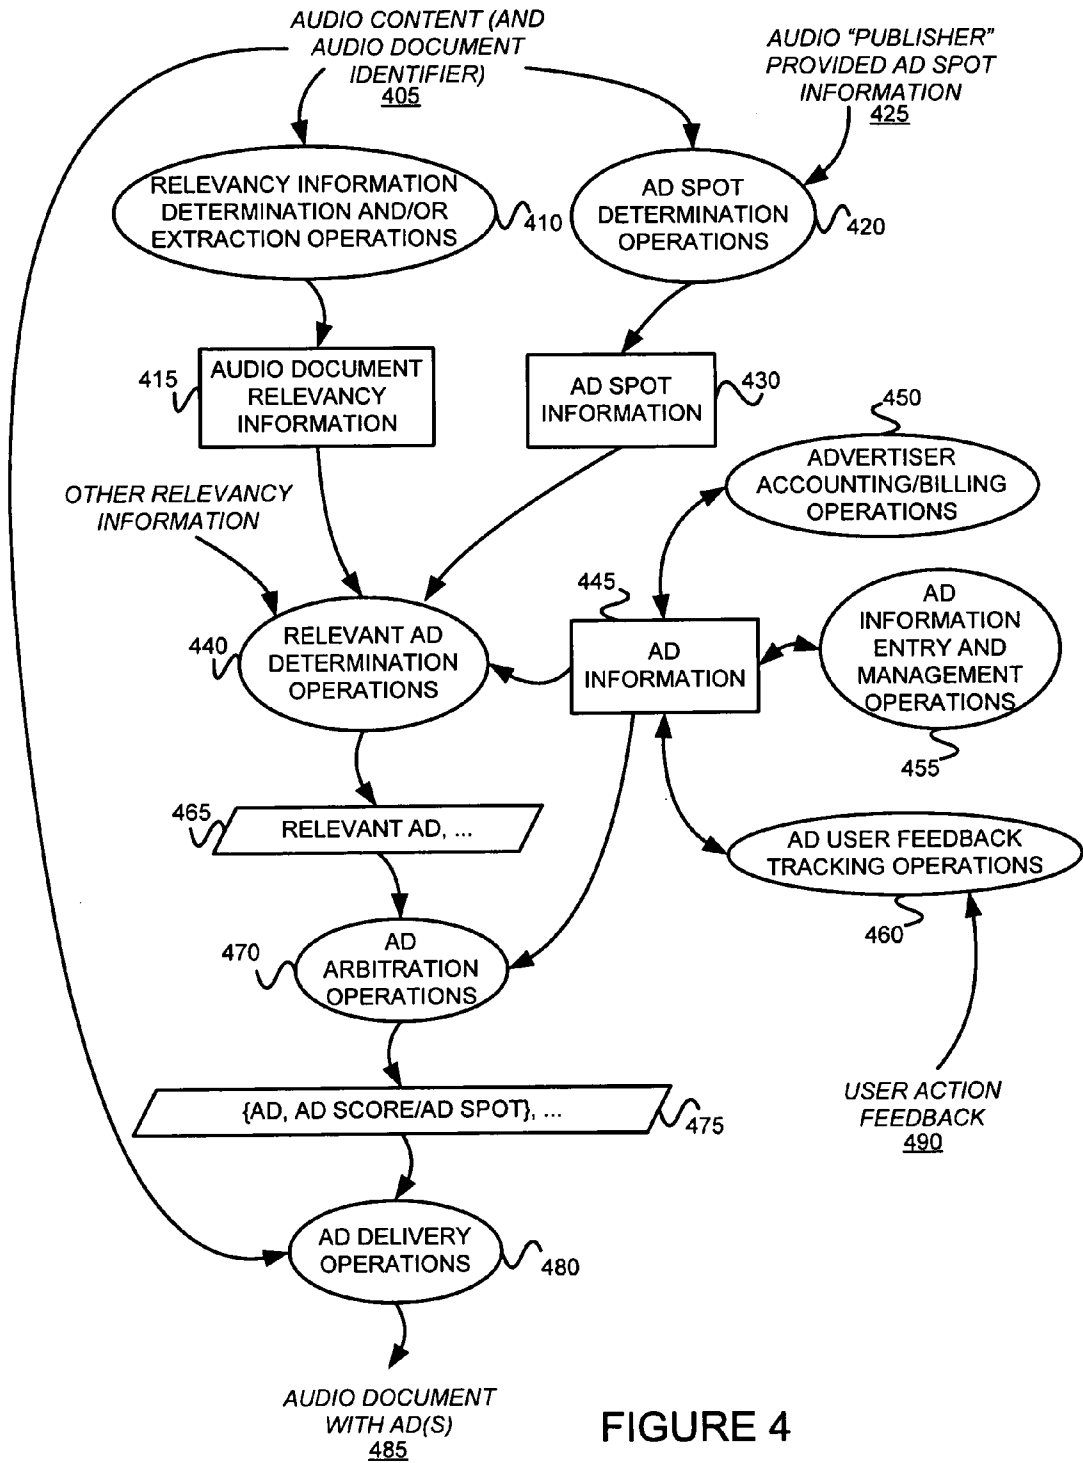 AUDIO CONTENT (AND
AUDIO DOCUMENT
IDENTIFIER)
405
AUDIO "PUBLISHER"
PROVIDED AD SPOT
INFORMATION
425
RELEVANCY INFORMATION
DETERMINATION AND/OR
EXTRACTION OPERATIONS
410
AD SPOT
DETERMINATION
OPERATIONS
420
415
AUDIO DOCUMENT
RELEVANCY
INFORMATION
AD SPOT
INFORMATION
430
450
ADVERTISER
ACCOUNTING/BILLING
OPERATIONS
OTHER RELEVANCY
INFORMATION
440
RELEVANT AD
DETERMINATION
OPERATIONS
445
AD
INFORMATION
AD
INFORMATION
ENTRY AND
MANAGEMENT
OPERATIONS
455
465
RELEVANT AD, ...
AD USER FEEDBACK
TRACKING OPERATIONS
460
470
AD
ARBITRATION
OPERATIONS
{AD, AD SCORE/AD SPOT}, ...
475
USER ACTION
FEEDBACK
490
AD DELIVERY
OPERATIONS
480
AUDIO DOCUMENT
WITH AD(S)
485
FIGURE 4